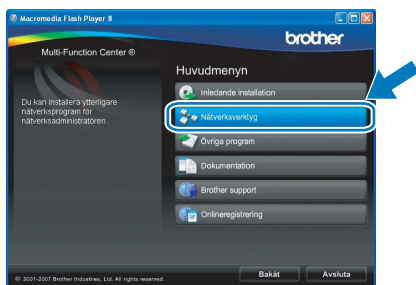 Macromedia Flash Player 8
brother
Multi-Function Center ®
Huvudmenyn
Du kan installera ytterligare
nätverksprogram för
nätverksadministratören.
Inledande installation
Nätverksverktyg
Övriga program
Dokumentation
Brother support
Onlineregistrering
© 2001-2007 Brother Industries, Ltd. All rights reserved.
Bakåt
Avsluta